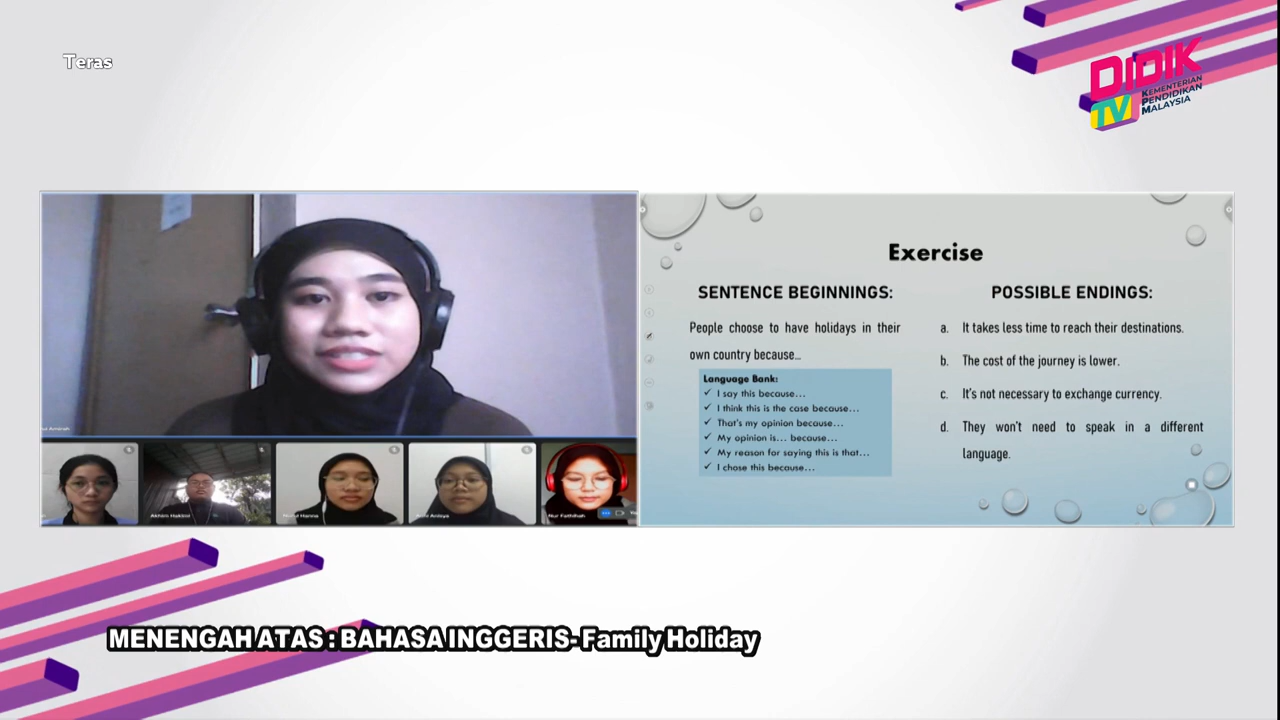 Teras
DIDIK
TV
KEMENTERIAN
PENDIDIKAN
MALAYSIA
Exercise
SENTENCE BEGINNINGS:
People choose to have holidays in their
own country because...
Language Bank:
✓ I say this because...
✓ I think this is the case because...
✓ That's my opinion because...
✓ My opinion is... because...
✓ My reason for saying this is that...
✓ I chose this because...
POSSIBLE ENDINGS:
a. It takes less time to reach their destinations.
b. The cost of the journey is lower.
c. It's not necessary to exchange currency.
d. They won't need to speak in a different
language.
Nur Fatihah
MENENGAH ATAS : BAHASA INGGERIS- Family Holiday